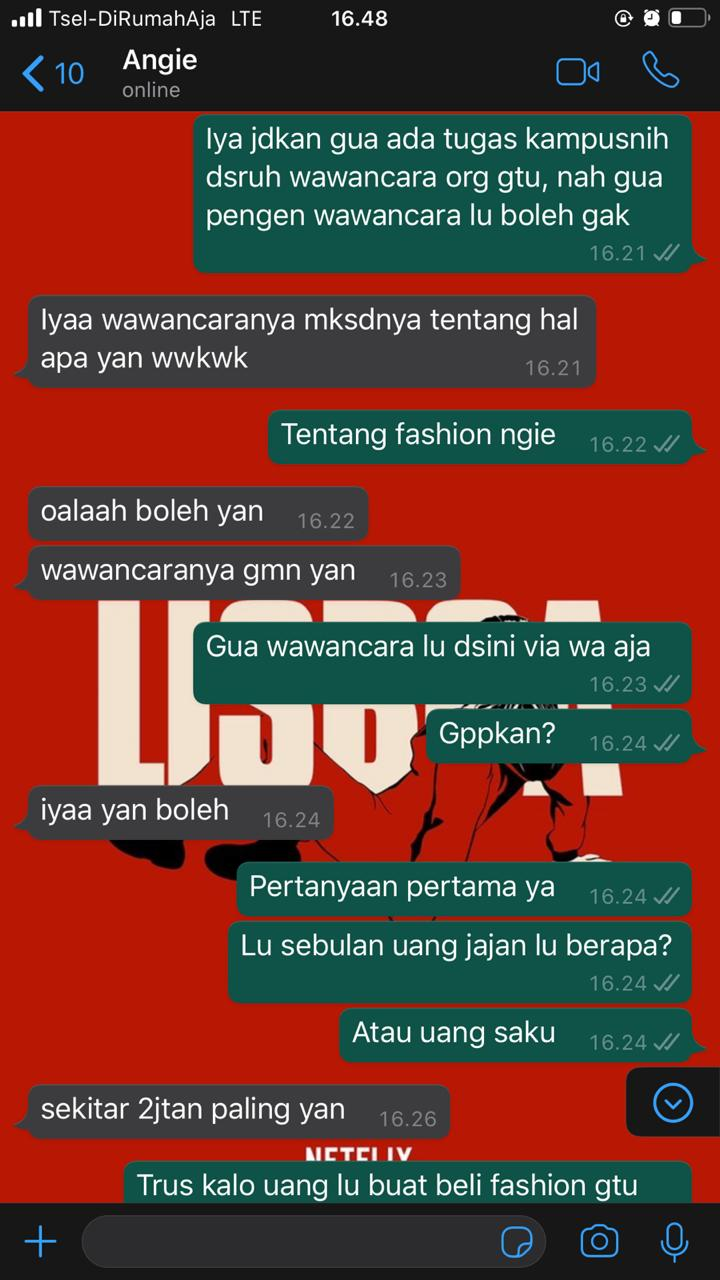 Tsel-DiRumahAja LTE 16.48
10
Angie
online
Iya jdkan gua ada tugas kampusnih
dsruh wawancara org gtu, nah gua
pengen wawancara lu boleh gak
16.21
Iyaa wawancaranya mksdnya tentang hal
apa yan wwkwk
16.21
Tentang fashion ngie 16.22
oalaah boleh yan 16.22
wawancaranya gmn yan 16.23
Gua wawancara lu dsini via wa aja
16.23
Gppkan? 16.24
iyaa yan boleh 16.24
Pertanyaan pertama ya 16.24
Lu sebulan uang jajan lu berapa?
16.24
Atau uang saku 16.24
sekitar 2jtan paling yan 16.26
NETFLIX
Trus kalo uang lu buat beli fashion gtu